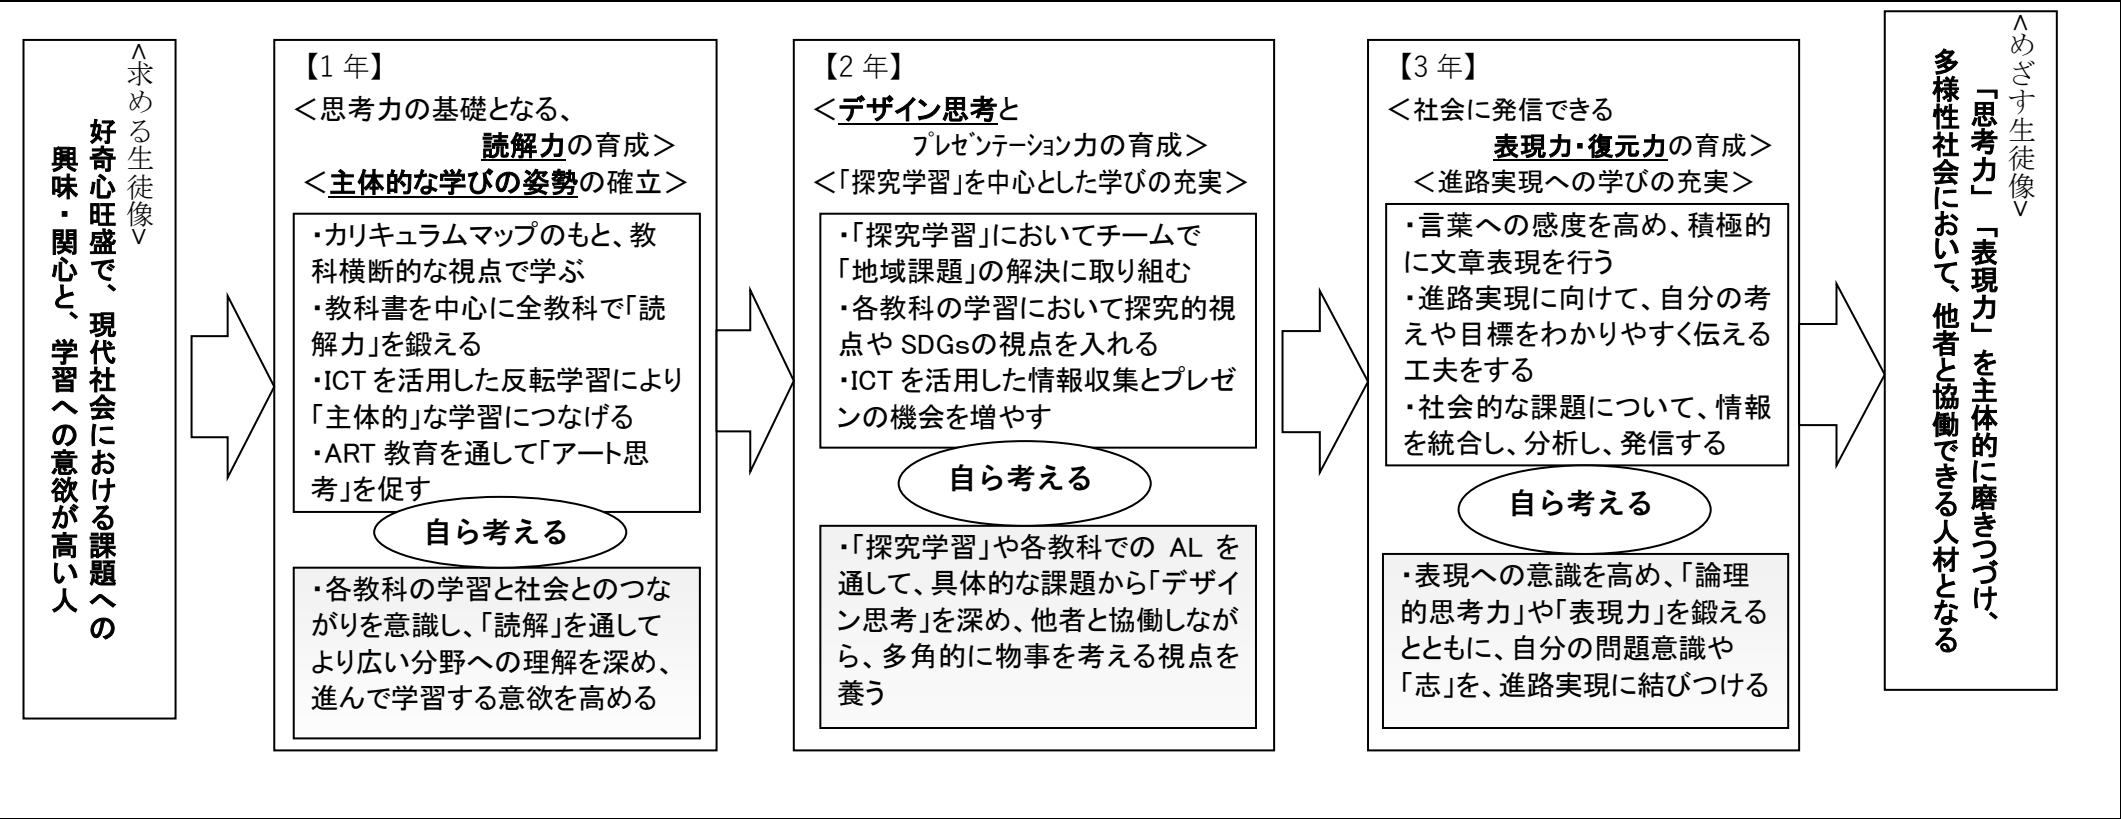 <求める生徒像>
好奇心旺盛で、現代社会における課題への
興味・関心と、学習への意欲が高い人
【1年】
＜思考力の基礎となる、
読解力の育成＞
＜主体的な学びの姿勢の確立＞
・カリキュラムマップのもと、教
科横断的な視点で学ぶ
・教科書を中心に全教科で「読
解力」を鍛える
・ICTを活用した反転学習により
「主体的」な学習につなげる
・ART教育を通して「アート思
考」を促す
自ら考える
・各教科の学習と社会とのつな
がりを意識し、「読解」を通して
より広い分野への理解を深め、
進んで学習する意欲を高める
【2年】
＜デザイン思考と
ﾌﾟﾚｾﾞﾝﾃｰｼｮﾝ力の育成＞
＜「探究学習」を中心とした学びの充実＞
・「探究学習」においてチームで
「地域課題」の解決に取り組む
・各教科の学習において探究的視
点やSDGsの視点を入れる
・ICTを活用した情報収集とプレゼ
ンの機会を増やす
自ら考える
・「探究学習」や各教科での AL を
通して、具体的な課題から「デザイ
ン思考」を深め、他者と協働しなが
ら、多角的に物事を考える視点を
養う
【3年】
＜社会に発信できる
表現力・復元力の育成＞
＜進路実現への学びの充実＞
・言葉への感度を高め、積極的
に文章表現を行う
・進路実現に向けて、自分の考
えや目標をわかりやすく伝える
工夫をする
・社会的な課題について、情報
を統合し、分析し、発信する
自ら考える
・表現への意識を高め、「論理
的思考力」や「表現力」を鍛える
とともに、自分の問題意識や
「志」を、進路実現に結びつける
<めざす生徒像>
「思考力」「表現力」を主体的に磨きつづけ、
多様性社会において、他者と協働できる人材となる